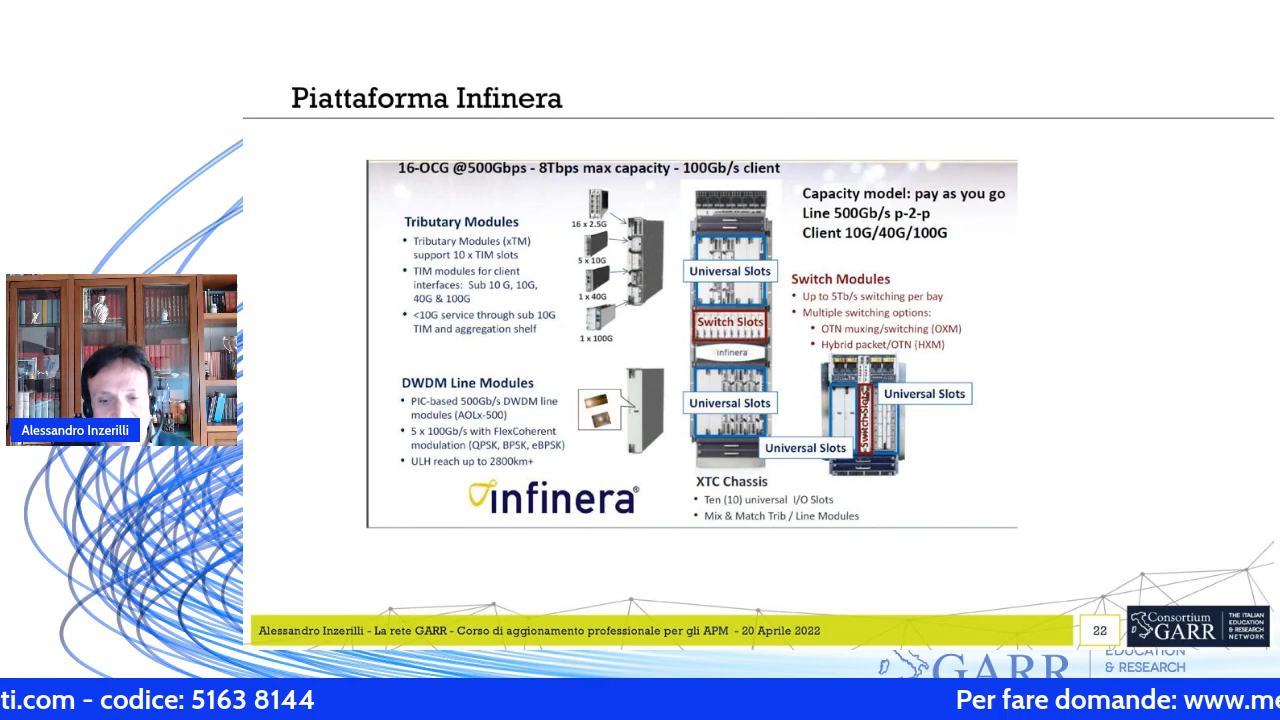 Piattaforma Infinera
16-OCG @500Gbps - 8Tbps max capacity - 100Gb/s client
Capacity model: pay as you go
Line 500Gb/s p-2-p
Client 10G/40G/100G
Tributary Modules
• Tributary Modules (xTM)
support 10 x TIM slots
• TIM modules for client
interfaces: Sub 10 G, 10G,
40G & 100G
• <10G service through sub 10G
TIM and aggregation shelf
16 x 2.5G
5 x 10G
1 x 40G
1 x 100G
Universal Slots
Switch Slots
infinera
Universal Slots
Switch Modules
• Up to 5Tb/s switching per bay
• Multiple switching options:
• OTN muxing/switching (OXM)
• Hybrid packet/OTN (HXM)
Universal Slots
Switch Slots
Universal Slots
DWDM Line Modules
• PIC-based 500Gb/s DWDM line
modules (AOLx-500)
• 5 x 100Gb/s with FlexCoherent
modulation (QPSK, BPSK, eBPSK)
• ULH reach up to 2800km+
infinera®
XTC Chassis
• Ten (10) universal I/O Slots
• Mix & Match Trib / Line Modules
Alessandro Inzerilli
Alessandro Inzerilli - La rete GARR - Corso di aggionamento professionale per gli APM - 20 Aprile 2022
22
Consortium
GARR
THE ITALIAN
EDUCATION
& RESEARCH
NETWORK
GARR
EDUCATION
& RESEARCH
ti.com - codice: 5163 8144
Per fare domande: www.me